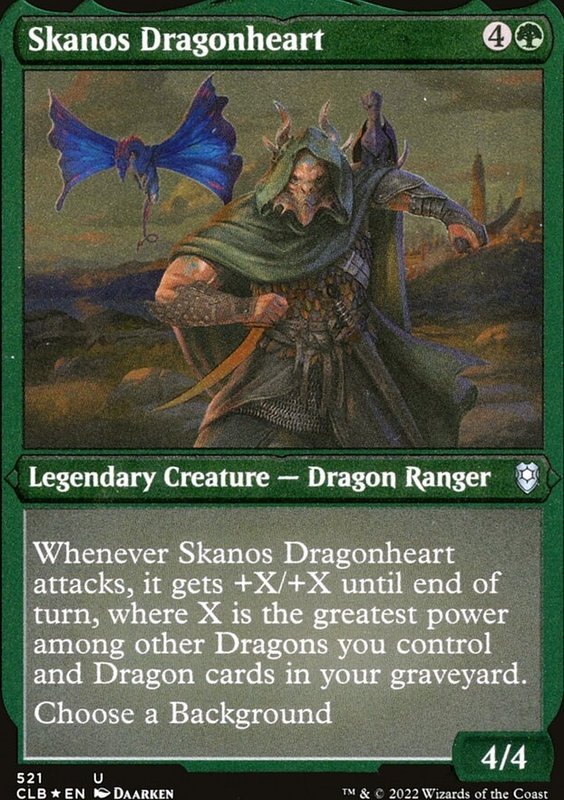 Skanos Dragonheart 4
Legendary Creature — Dragon Ranger
Whenever Skanos Dragonheart
attacks, it gets +X/+X until end of
turn, where X is the greatest power
among other Dragons you control
and Dragon cards in your graveyard.
Choose a Background
4/4
521 U
CLB★EN DAARKEN
™ & © 2022 Wizards of the Coast